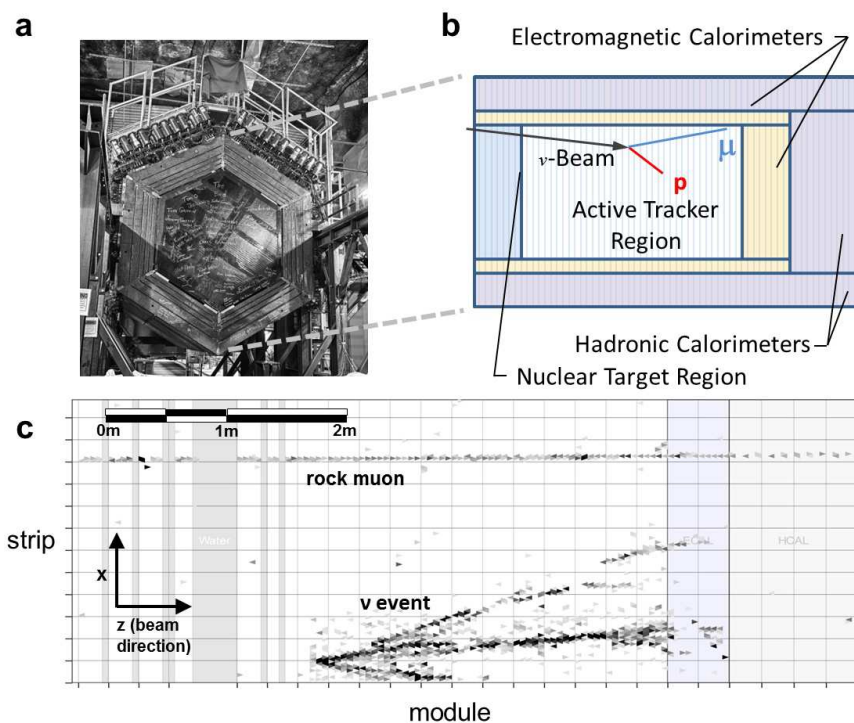 a
b
Electromagnetic Calorimeters
ν-Beam
μ
p
Active Tracker
Region
Hadronic Calorimeters
Nuclear Target Region
c
0m 1m 2m
rock muon
strip
Water
ECAL
HCAL
x
ν event
z (beam
direction)
module